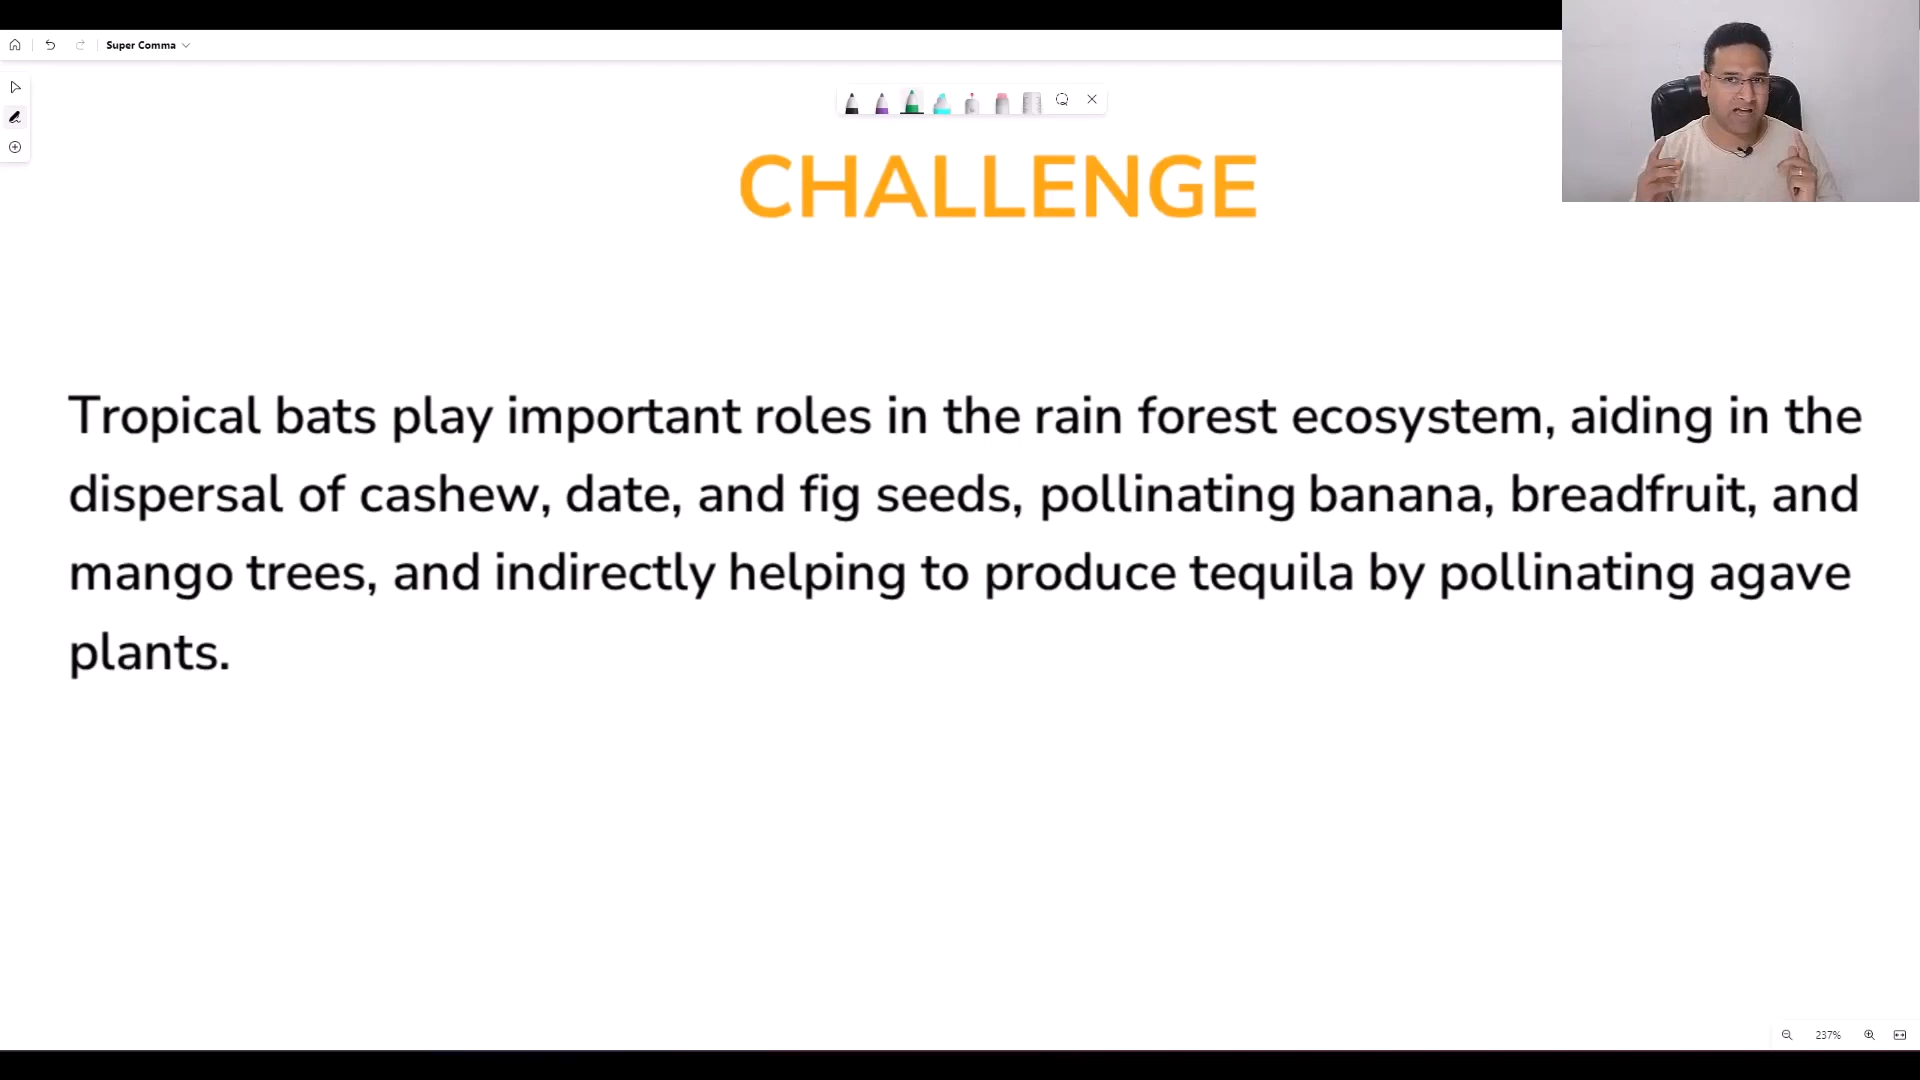 Super Comma
CHALLENGE
Tropical bats play important roles in the rain forest ecosystem, aiding in the
dispersal of cashew, date, and fig seeds, pollinating banana, breadfruit, and
mango trees, and indirectly helping to produce tequila by pollinating agave
plants.
237%